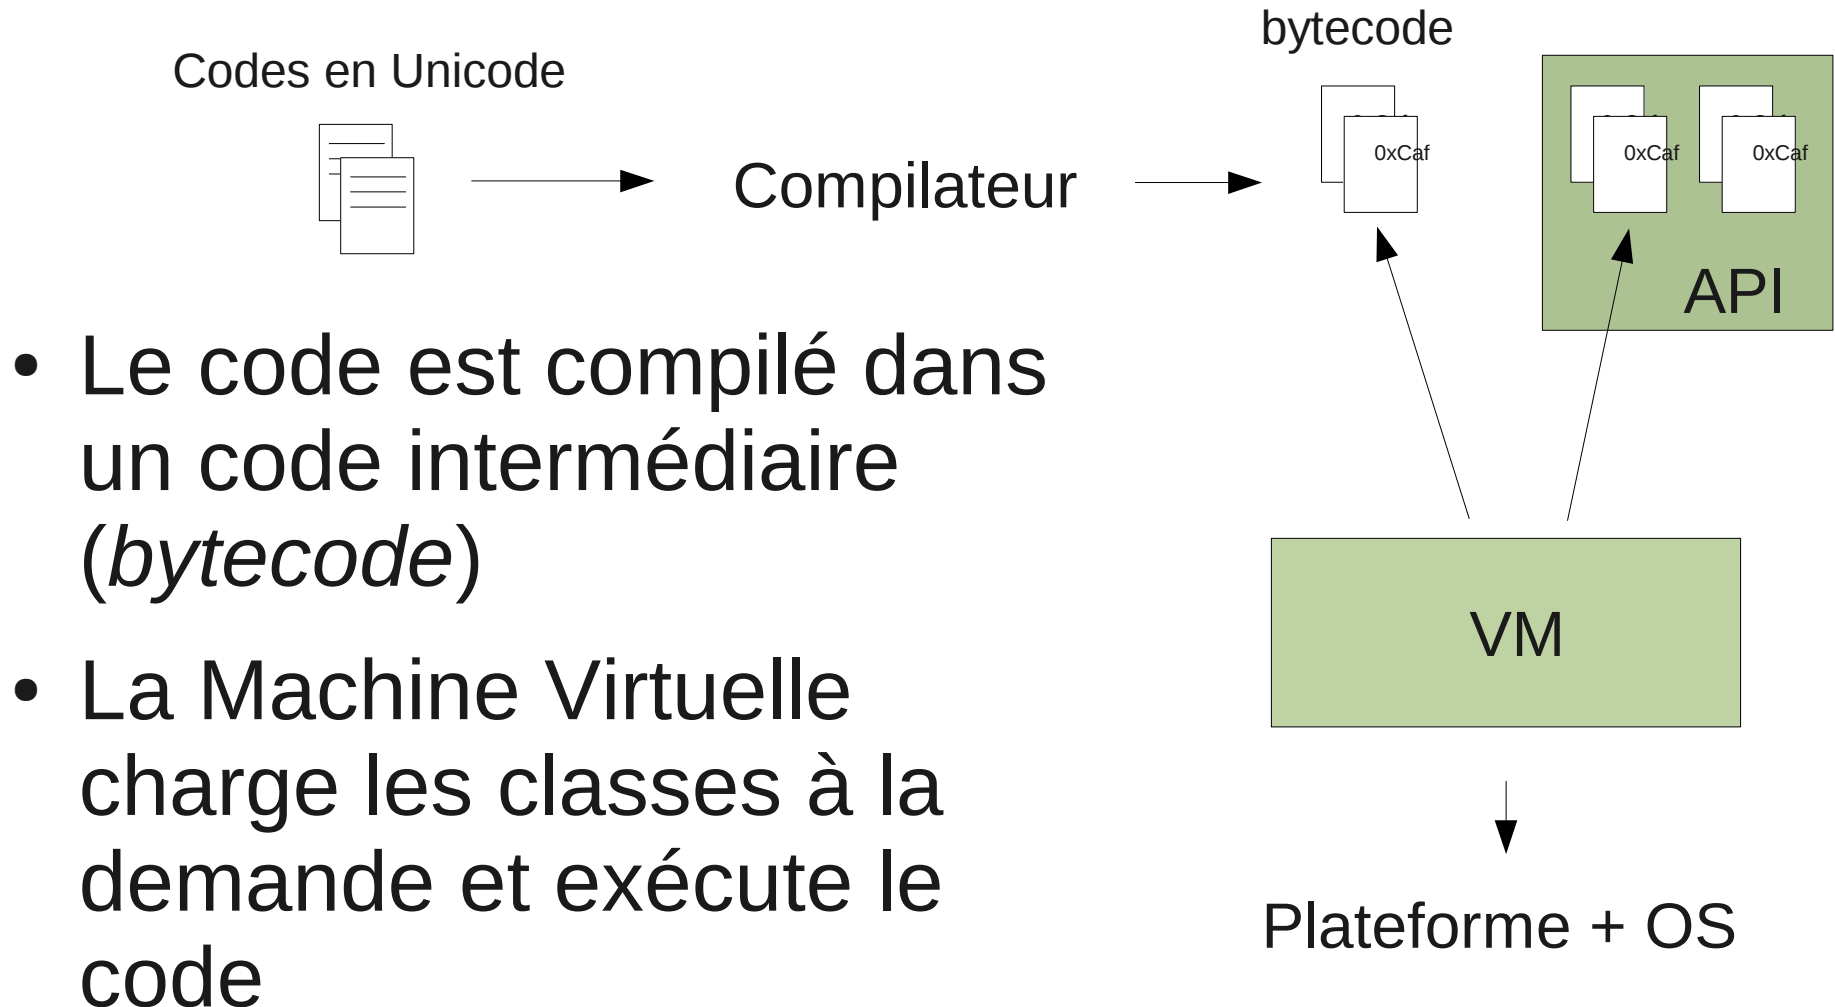 bytecode
Codes en Unicode
Compilateur
0xCaf
0xCaf
0xCaf
API
• Le code est compilé dans
un code intermédiaire
(bytecode)
• La Machine Virtuelle
charge les classes à la
demande et exécute le
code
VM
Plateforme + OS